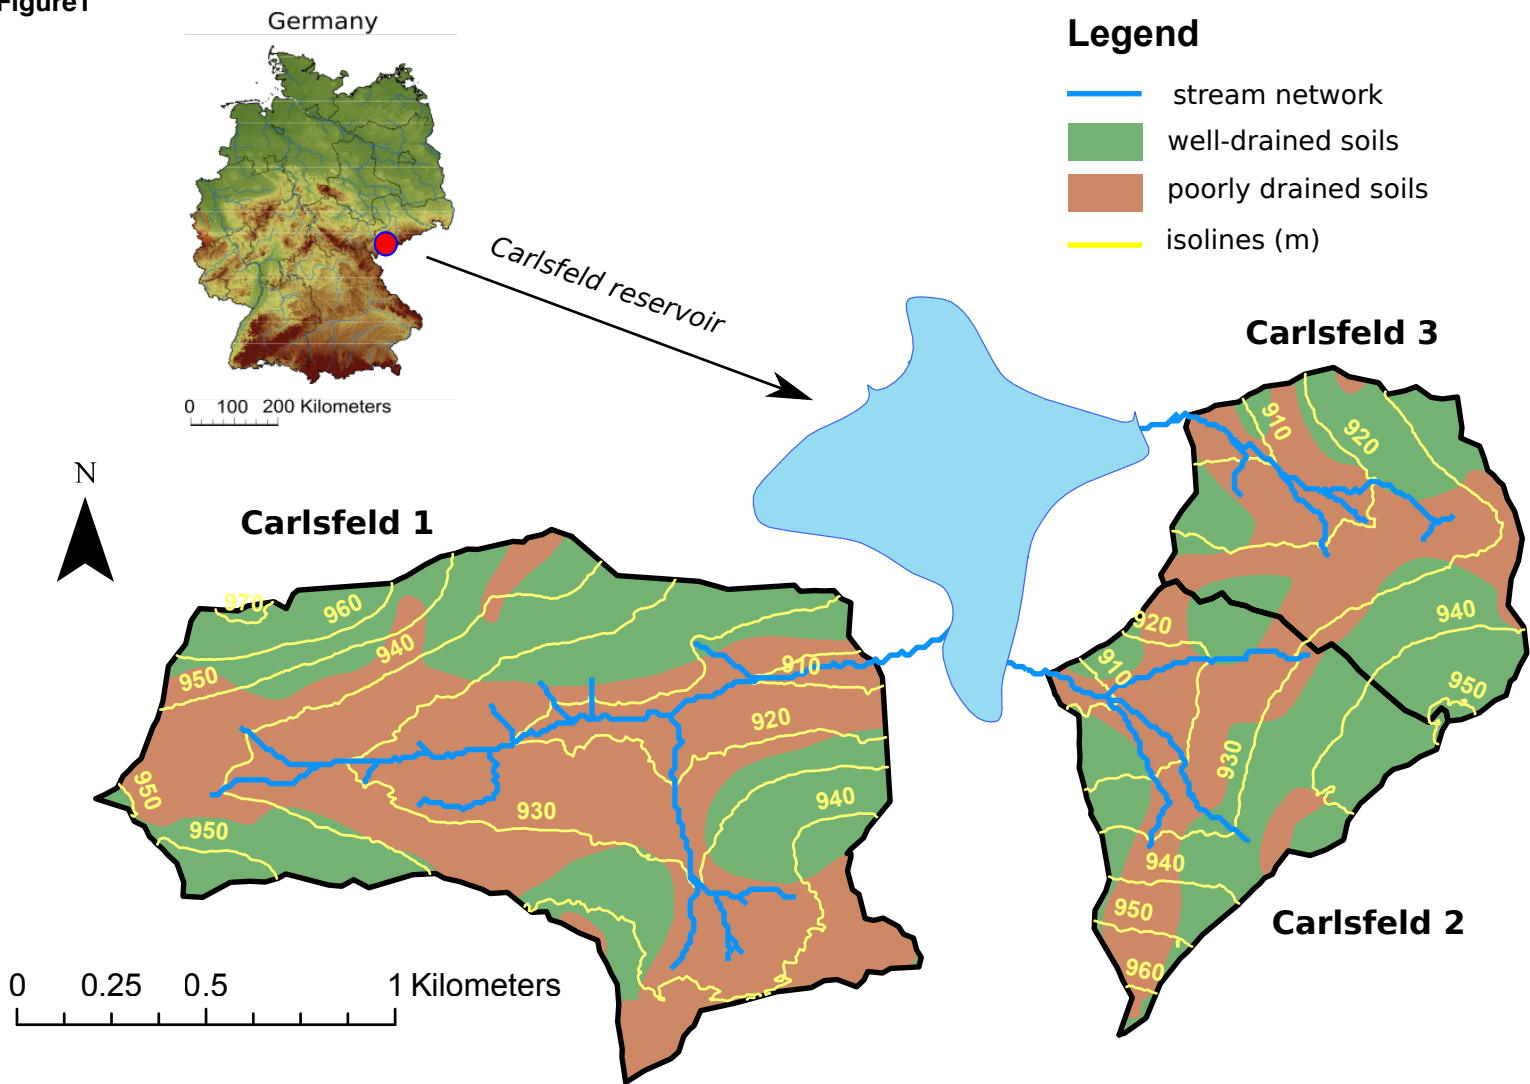 Figure1
Germany
0 100 200 Kilometers
Legend
stream network
well-drained soils
poorly drained soils
isolines (m)
Carlsfeld reservoir
Carlsfeld 3
910
920
940
950
N
Carlsfeld 1
970
960
940
950
910
920
950
940
930
950
920
910
930
940
950
960
Carlsfeld 2
0 0.25 0.5 1 Kilometers